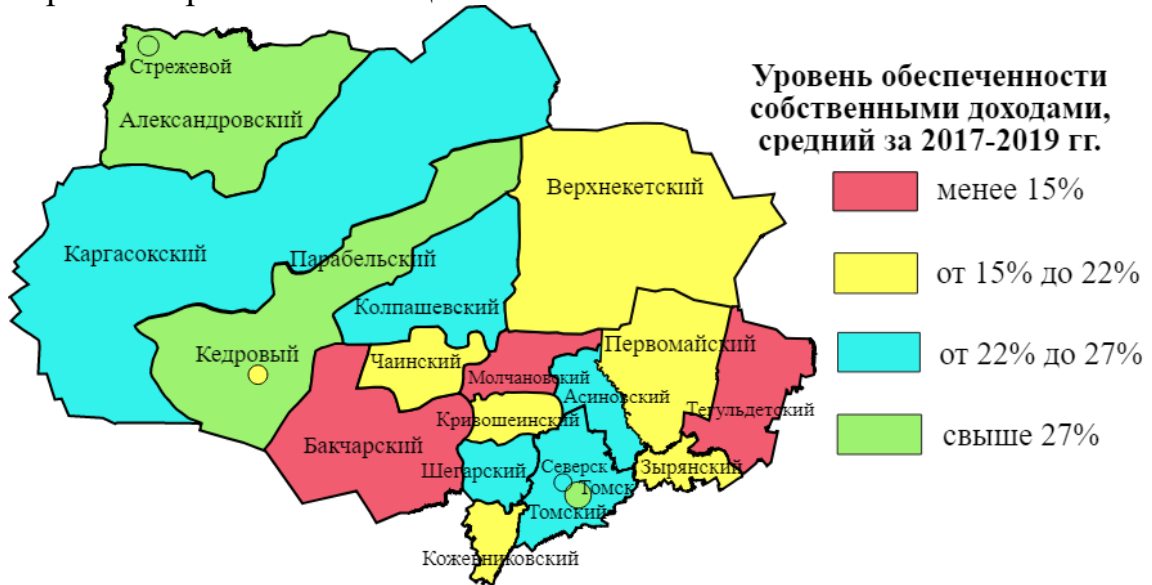 Стрежевой
Александровский
Каргасокский
Парабельский
Верхнекетский
Колпашевский
Кедровый
Чаинский
Первомайский
Молчановский
Асиновский
Тегульдетский
Кривошеинский
Бакчарский
Шегарский
Северск
Зырянский
Томск
Томский
Кожевниковский
Уровень обеспеченности
собственными доходами,
средний за 2017-2019 гг.
менее 15%
от 15% до 22%
от 22% до 27%
свыше 27%